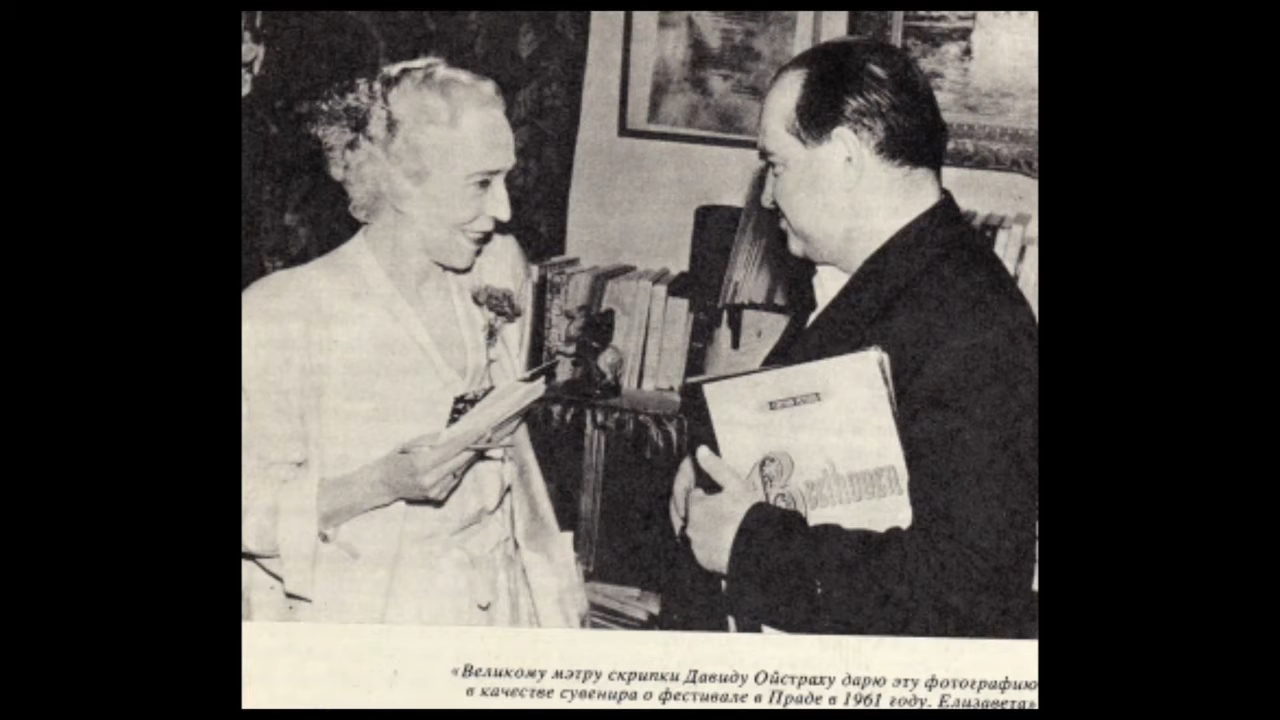 Beethoven
«Великому мэтру скрипки Давиду Ойстраху дарю эту фотографию
в качестве сувенира о фестивале в Праде в 1961 году. Елизавета»